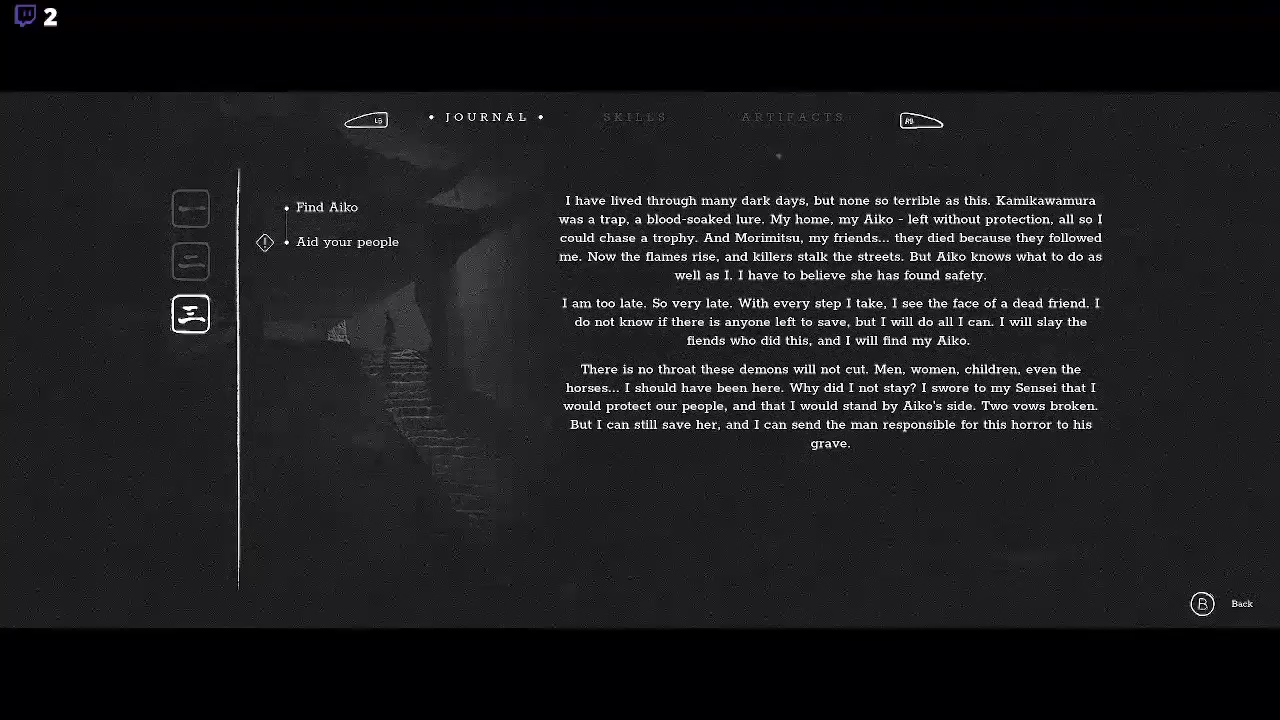 2
LB
• JOURNAL •
SKILLS
ARTIFACTS
RB
一
二
三
• Find Aiko
! • Aid your people
I have lived through many dark days, but none so terrible as this. Kamikawamura
was a trap, a blood-soaked lure. My home, my Aiko - left without protection, all so I
could chase a trophy. And Morimitsu, my friends... they died because they followed
me. Now the flames rise, and killers stalk the streets. But Aiko knows what to do as
well as I. I have to believe she has found safety.
I am too late. So very late. With every step I take, I see the face of a dead friend. I
do not know if there is anyone left to save, but I will do all I can. I will slay the
fiends who did this, and I will find my Aiko.
There is no throat these demons will not cut. Men, women, children, even the
horses... I should have been here. Why did I not stay? I swore to my Sensei that I
would protect our people, and that I would stand by Aiko's side. Two vows broken.
But I can still save her, and I can send the man responsible for this horror to his
grave.
B Back